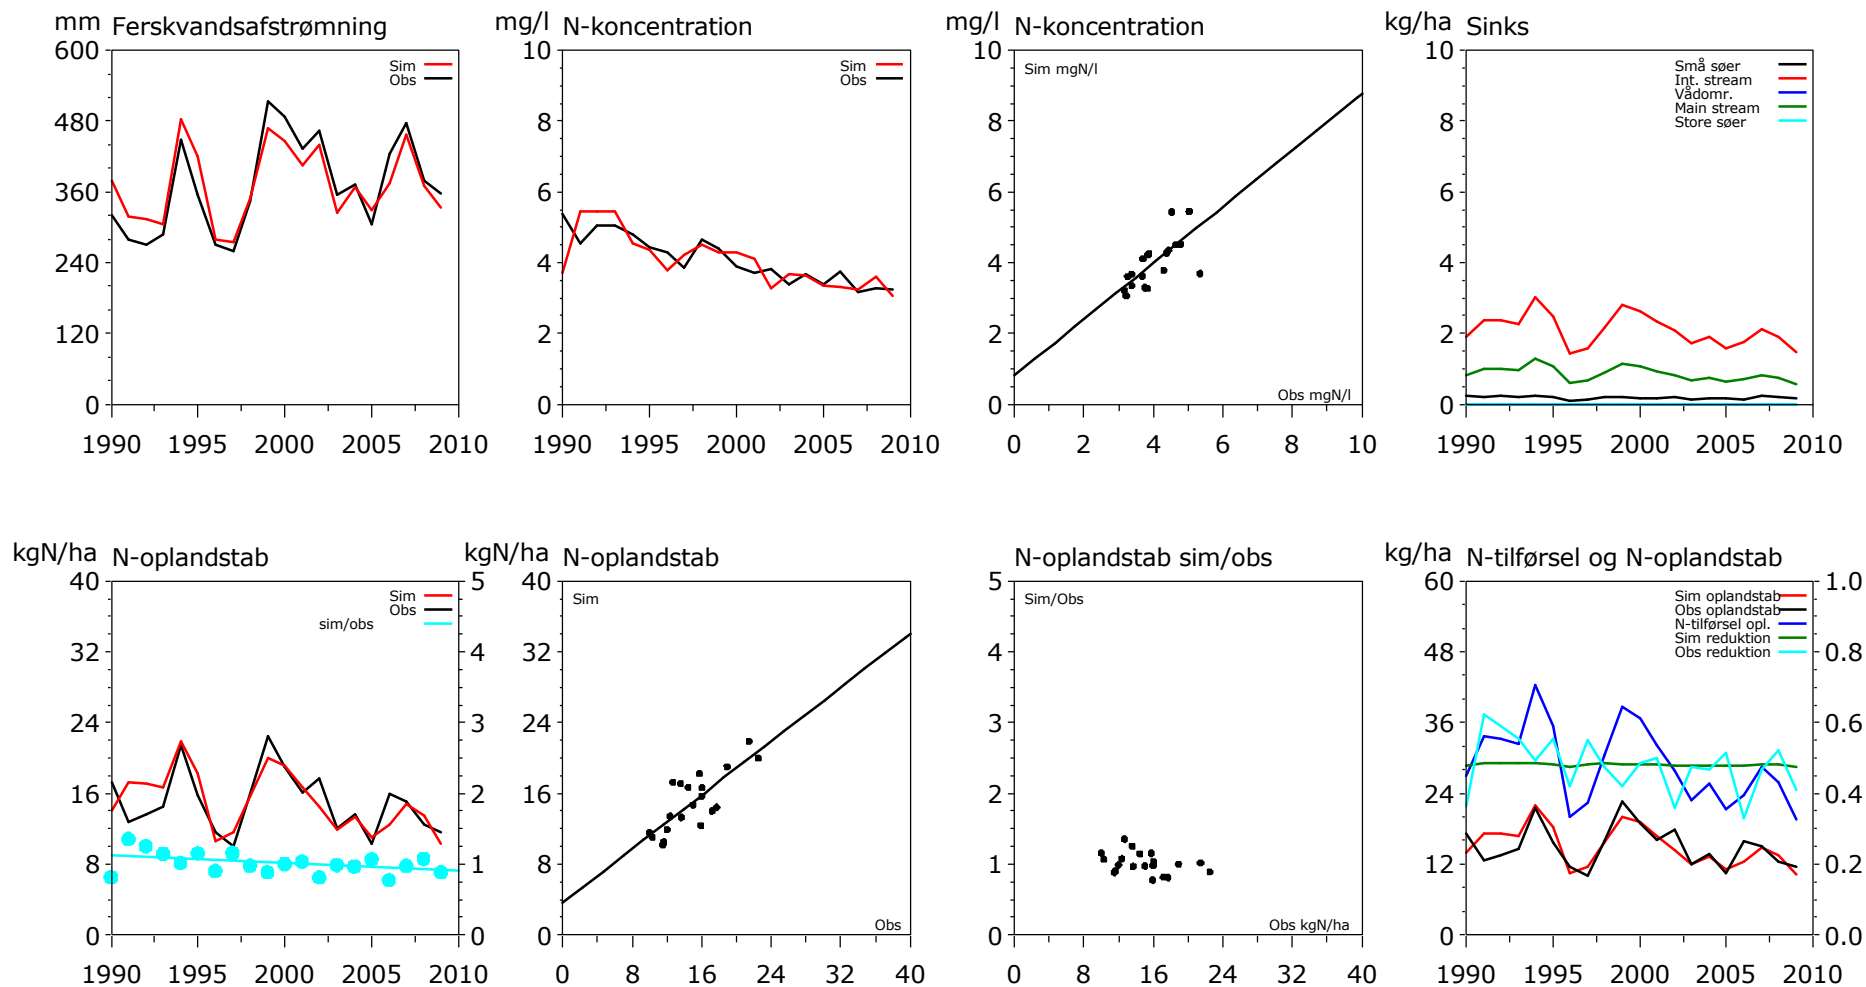 mm Ferskvandsafstrømning
600
480
360
240
120
0
1990 1995 2000 2005 2010
Sim
Obs
mg/l N-koncentration
10
8
6
4
2
0
1990 1995 2000 2005 2010
Sim
Obs
mg/l N-koncentration
10
8
6
4
2
0
0 2 4 6 8 10
Sim mgN/l
Obs mgN/l
kg/ha Sinks
10
8
6
4
2
0
1990 1995 2000 2005 2010
Små søer
Int. stream
Vådomr.
Main stream
Store søer
kgN/ha N-oplandstab
40
32
24
16
8
0
5
4
3
2
1
0
1990 1995 2000 2005 2010
Sim
Obs
sim/obs
kgN/ha N-oplandstab
40
32
24
16
8
0
0 8 16 24 32 40
Sim
Obs
N-oplandstab sim/obs
5
4
3
2
1
0
0 8 16 24 32 40
Sim/Obs
Obs kgN/ha
kg/ha N-tilførsel og N-oplandstab
60
48
36
24
12
0
1.0
0.8
0.6
0.4
0.2
0.0
1990 1995 2000 2005 2010
Sim oplandstab
Obs oplandstab
N-tilførsel opl.
Sim reduktion
Obs reduktion